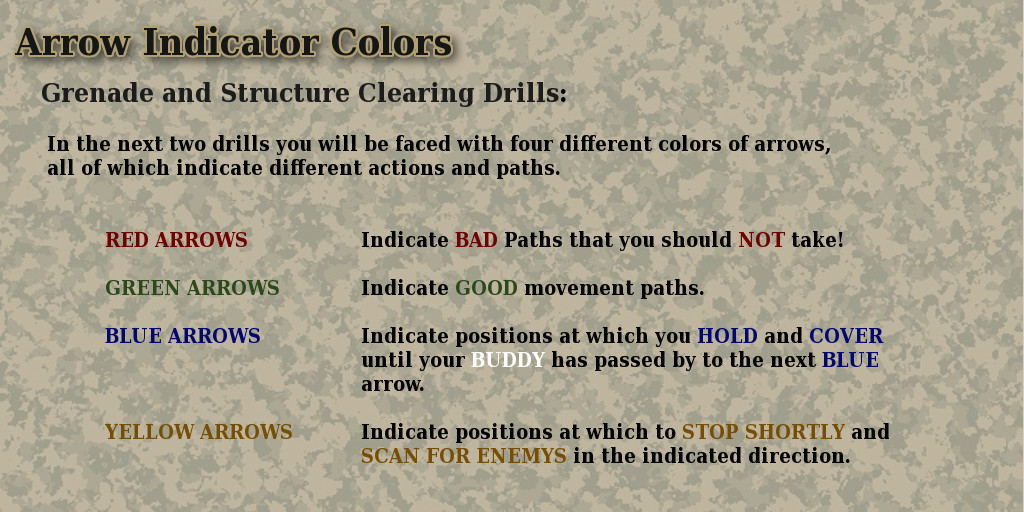 Arrow Indicator Colors
Grenade and Structure Clearing Drills:
In the next two drills you will be faced with four different colors of arrows,
all of which indicate different actions and paths.
RED ARROWS Indicate BAD Paths that you should NOT take!
GREEN ARROWS Indicate GOOD movement paths.
BLUE ARROWS Indicate positions at which you HOLD and COVER
until your BUDDY has passed by to the next BLUE
arrow.
YELLOW ARROWS Indicate positions at which to STOP SHORTLY and
SCAN FOR ENEMYS in the indicated direction.